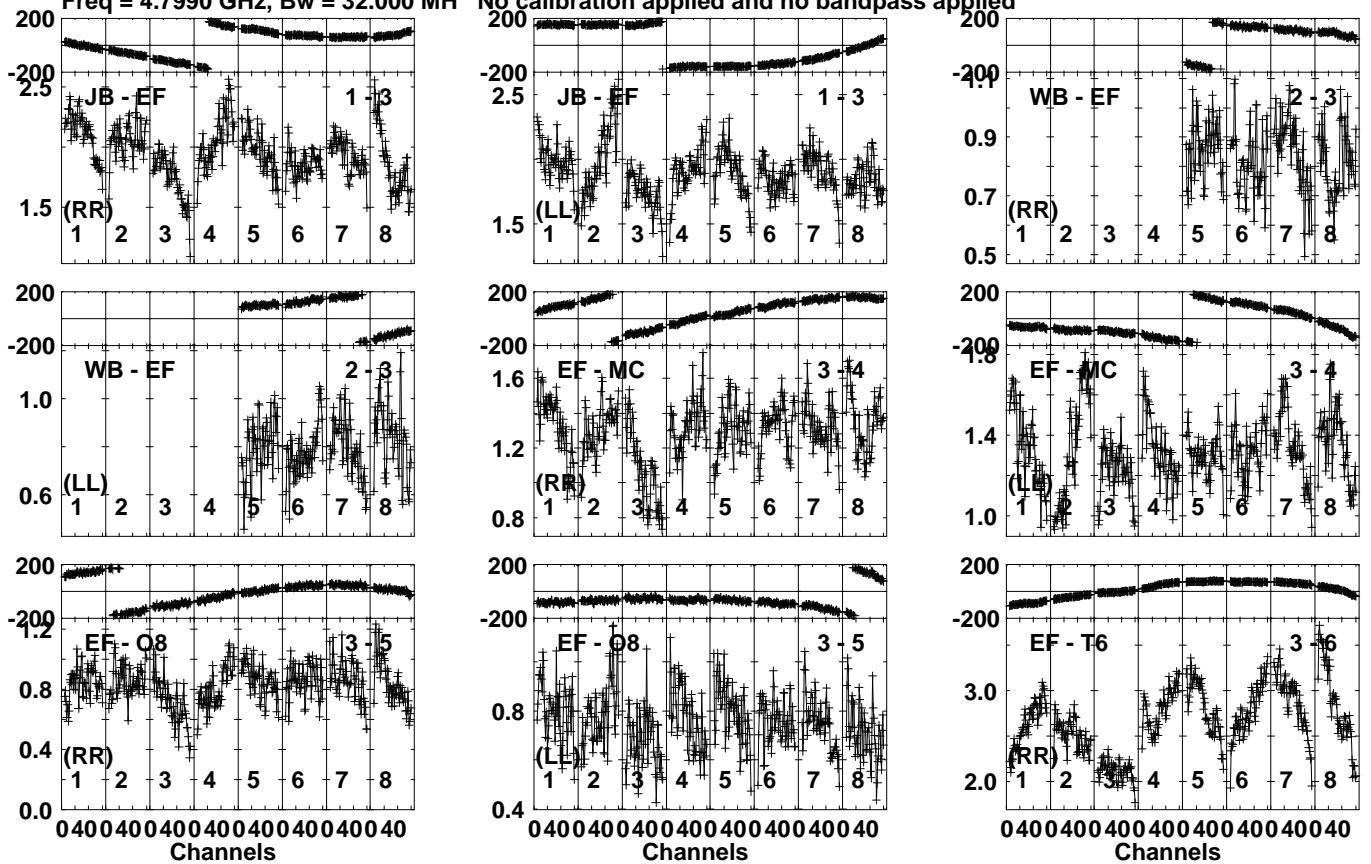 Freq = 4.7990 GHz, Bw = 32.000 MH No calibration applied and no bandpass applied
200
-200
2.5
1.5
JB - EF
1 - 3
(RR)
1 2 3 4 5 6 7 8
200
-200
2.5
1.5
JB - EF
1 - 3
(LL)
1 2 3 4 5 6 7 8
200
-200
1.1
0.9
0.7
0.5
WB - EF
2 - 3
(RR)
1 2 3 4 5 6 7 8
200
-200
1.0
0.6
WB - EF
2 - 3
(LL)
1 2 3 4 5 6 7 8
200
-200
1.6
1.2
0.8
EF - MC
3 - 4
(RR)
1 2 3 4 5 6 7 8
200
-200
1.8
1.4
1.0
EF - MC
3 - 4
(LL)
1 2 3 4 5 6 7 8
200
-200
1.2
0.8
0.4
0.0
EF - O8
3 - 5
(RR)
1 2 3 4 5 6 7 8
0 40 0 40 0 40 0 40 0 40 0 40 0 40 0 40
Channels
200
-200
0.8
0.4
EF - O8
3 - 5
(LL)
1 2 3 4 5 6 7 8
0 40 0 40 0 40 0 40 0 40 0 40 0 40 0 40
Channels
200
-200
3.0
2.0
EF - T6
3 - 6
(RR)
1 2 3 4 5 6 7 8
0 40 0 40 0 40 0 40 0 40 0 40 0 40 0 40
Channels